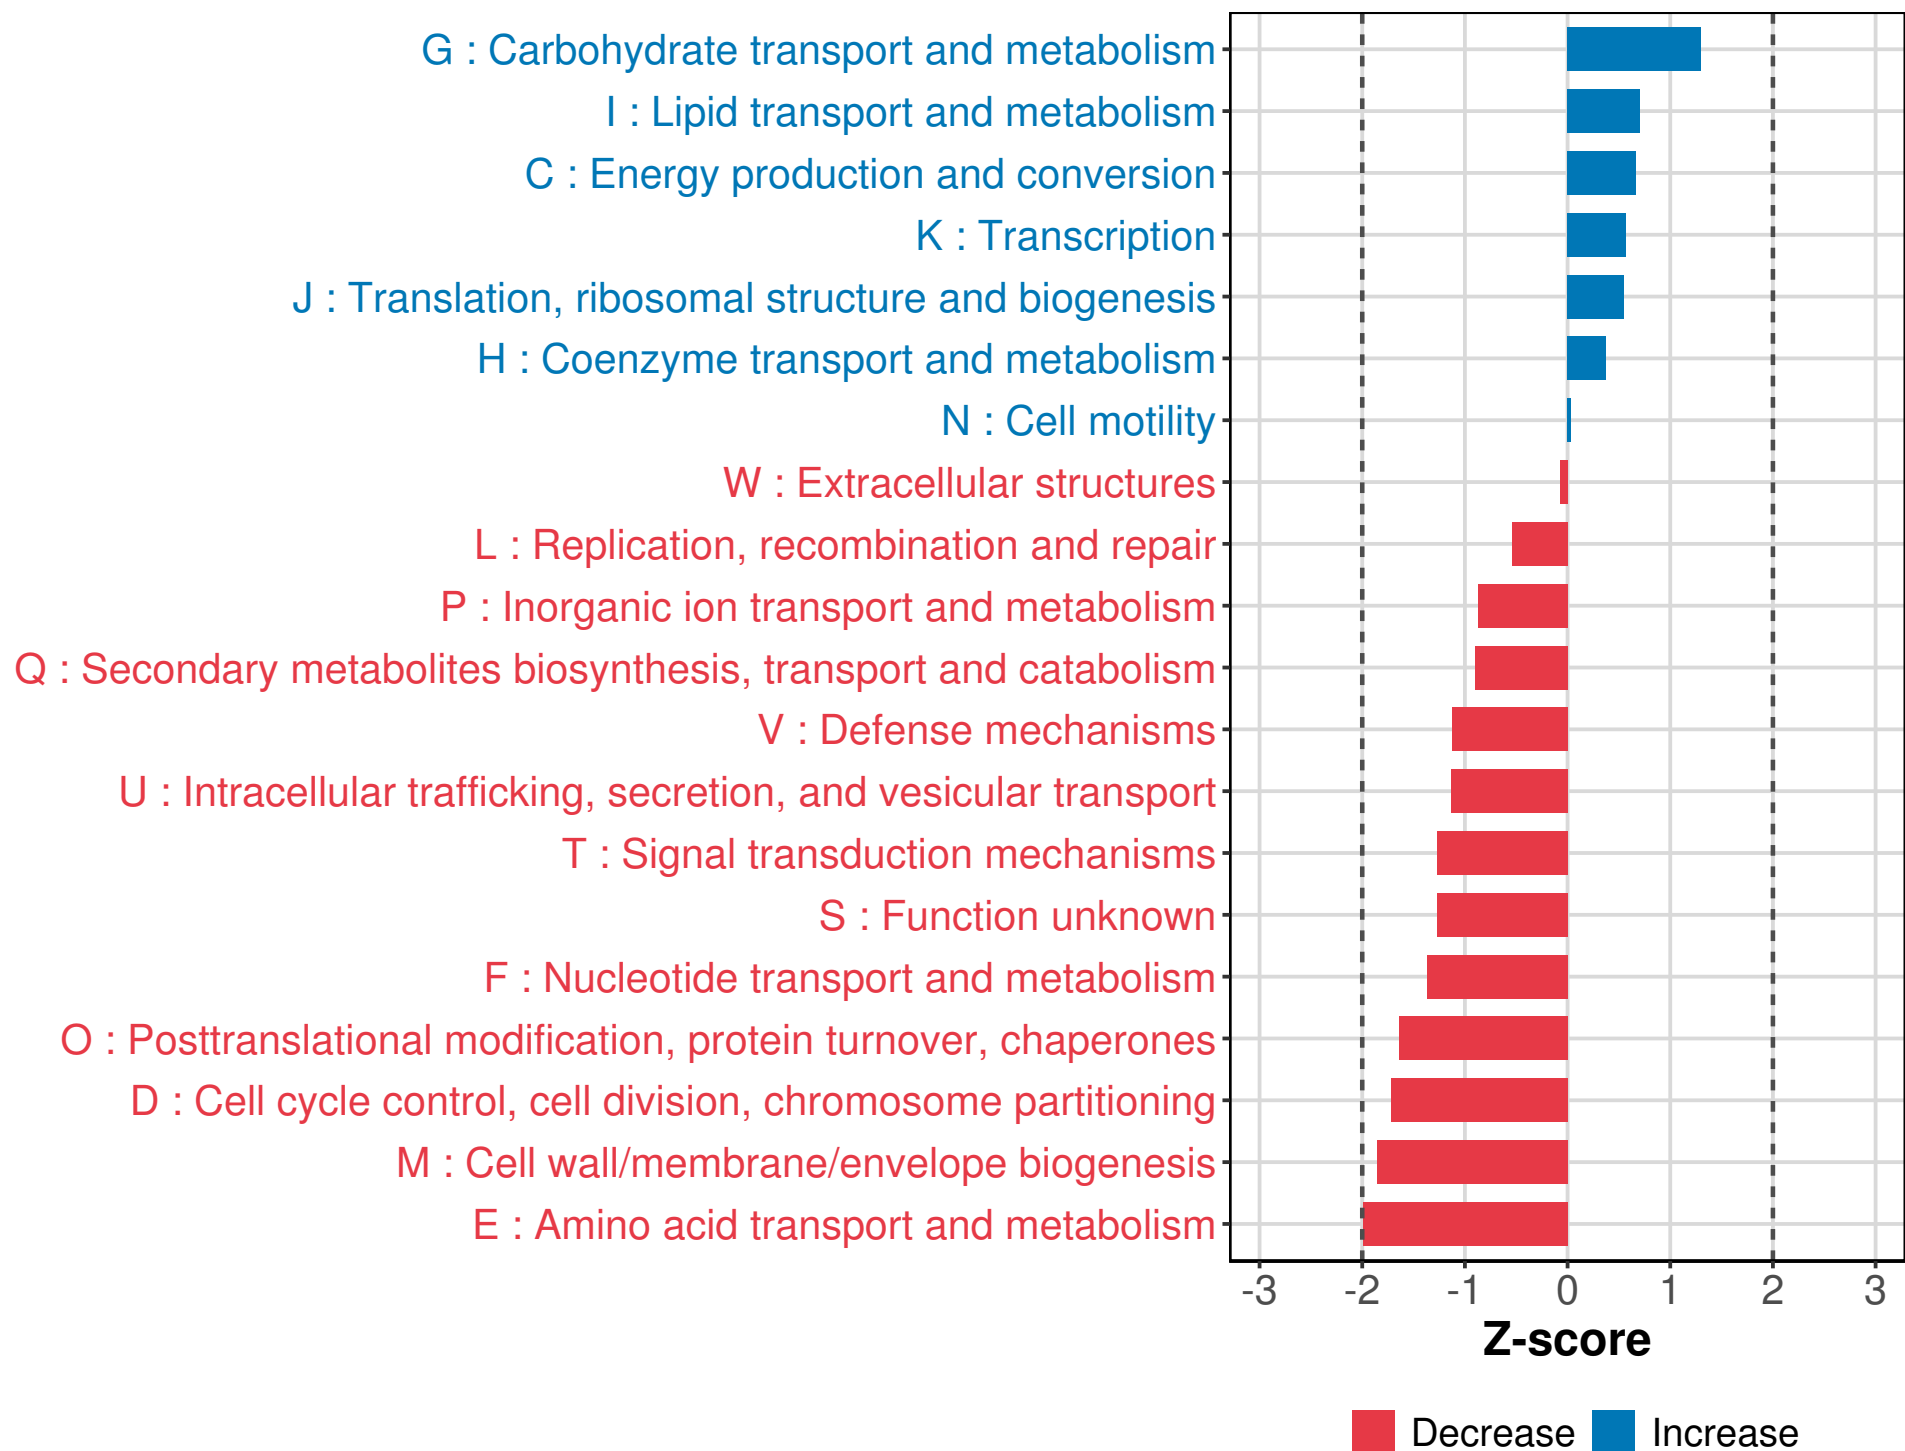 G : Carbohydrate transport and metabolism
I : Lipid transport and metabolism
C : Energy production and conversion
K : Transcription
J : Translation, ribosomal structure and biogenesis
H : Coenzyme transport and metabolism
N : Cell motility
W : Extracellular structures
L : Replication, recombination and repair
P : Inorganic ion transport and metabolism
Q : Secondary metabolites biosynthesis, transport and catabolism
V : Defense mechanisms
U : Intracellular trafficking, secretion, and vesicular transport
T : Signal transduction mechanisms
S : Function unknown
F : Nucleotide transport and metabolism
O : Posttranslational modification, protein turnover, chaperones
D : Cell cycle control, cell division, chromosome partitioning
M : Cell wall/membrane/envelope biogenesis
E : Amino acid transport and metabolism
-3 -2 -1 0 1 2 3
Z-score
Decrease Increase